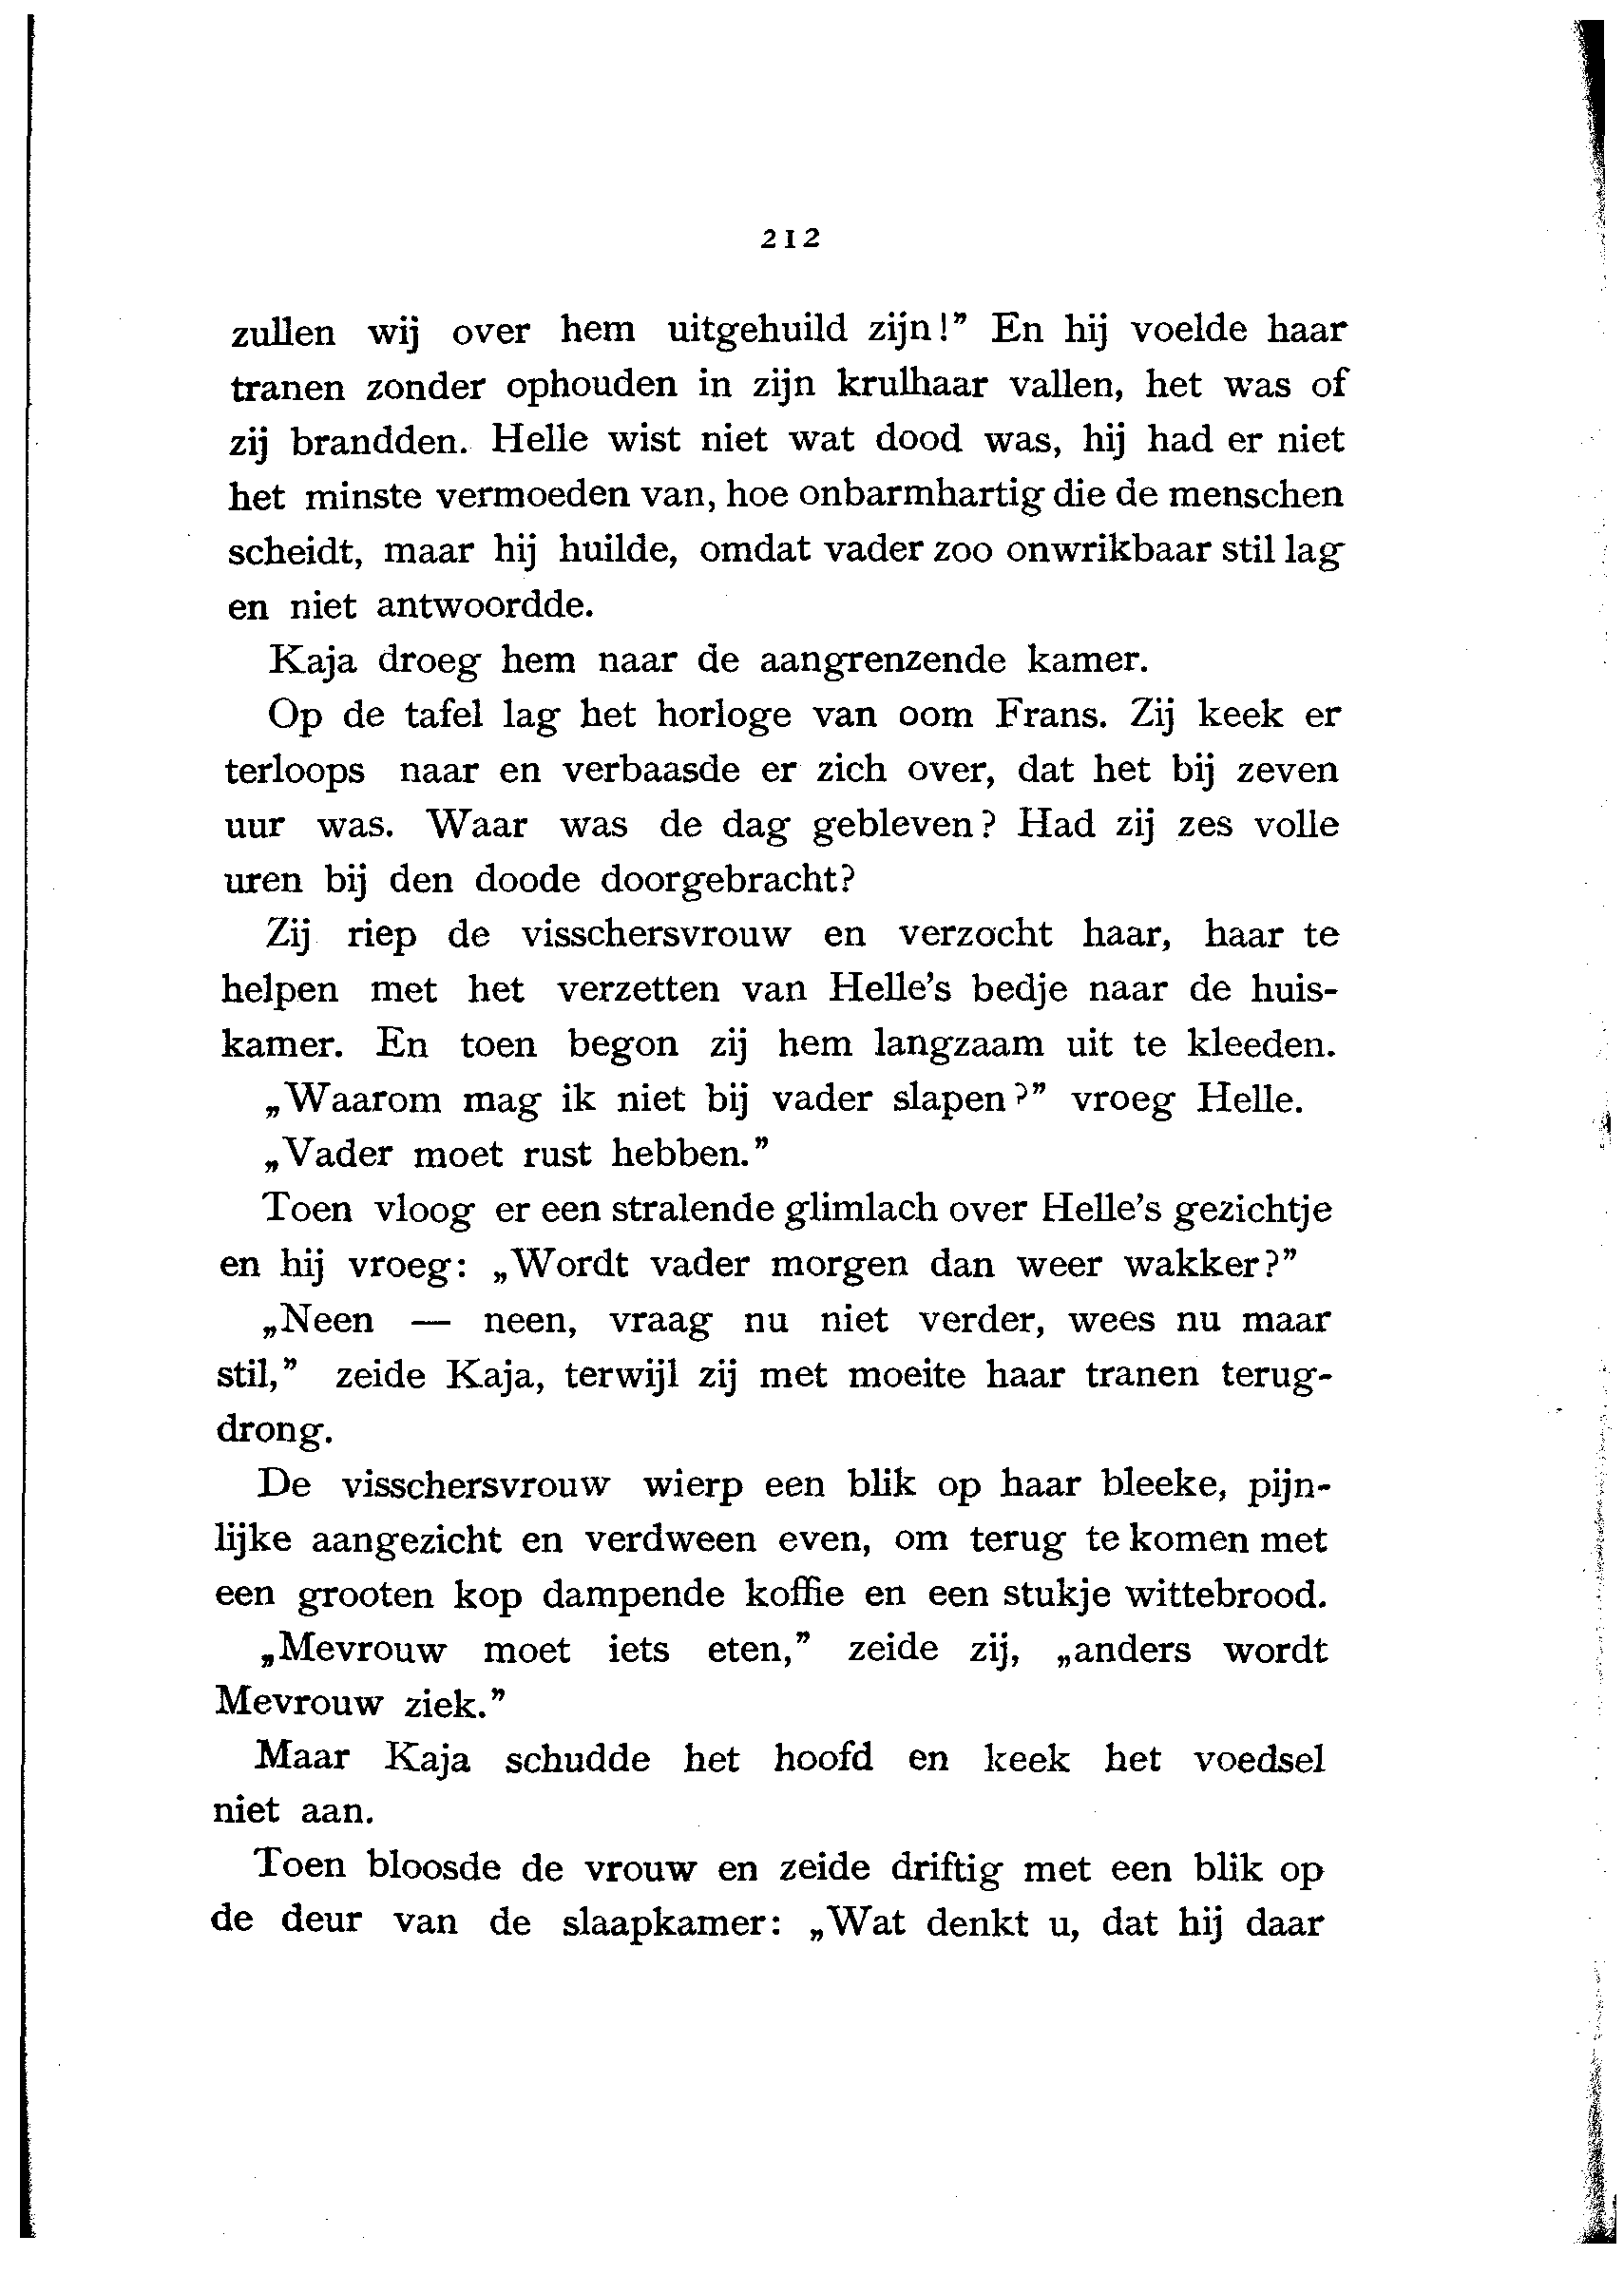 212
zullen wij over hem uitgehuild zijn!” En hij voelde haar
tranen zonder ophouden in zijn krulhaar vallen, het was of
zij brandden. Helle wist niet wat dood was, hij had er niet
het minste vermoeden van, hoe onbarmhartig die de menschen
scheidt, maar hij huilde, omdat vader zoo onwrikbaar stil lag
en niet antwoordde.
Kaja droeg hem naar de aangrenzende kamer.
Op de tafel lag het horloge van oom Frans. Zij keek er
terloops naar en verbaasde er zich over, dat het bij zeven
uur was. Waar was de dag gebleven? Had zij zes volle
uren bij den doode doorgebracht?
Zij riep de visschersvrouw en verzocht haar, haar te
helpen met het verzetten van Helle’s bedje naar de huis-
kamer. En toen begon zij hem langzaam uit te kleeden.
„Waarom mag ik niet bij vader slapen?” vroeg Helle.
„Vader moet rust hebben.”
Toen vloog er een stralende glimlach over Helle’s gezichtje
en hij vroeg: „Wordt vader morgen dan weer wakker?”
„Neen — neen, vraag nu niet verder, wees nu maar
stil,” zeide Kaja, terwijl zij met moeite haar tranen terug-
drong.
De visschersvrouw wierp een blik op haar bleeke, pijn-
lijke aangezicht en verdween even, om terug te komen met
een grooten kop dampende koffie en een stukje wittebrood.
„Mevrouw moet iets eten,” zeide zij, „anders wordt
Mevrouw ziek.”
Maar Kaja schudde het hoofd en keek het voedsel
niet aan.
Toen bloosde de vrouw en zeide driftig met een blik op
de deur van de slaapkamer: „Wat denkt u, dat hij daar